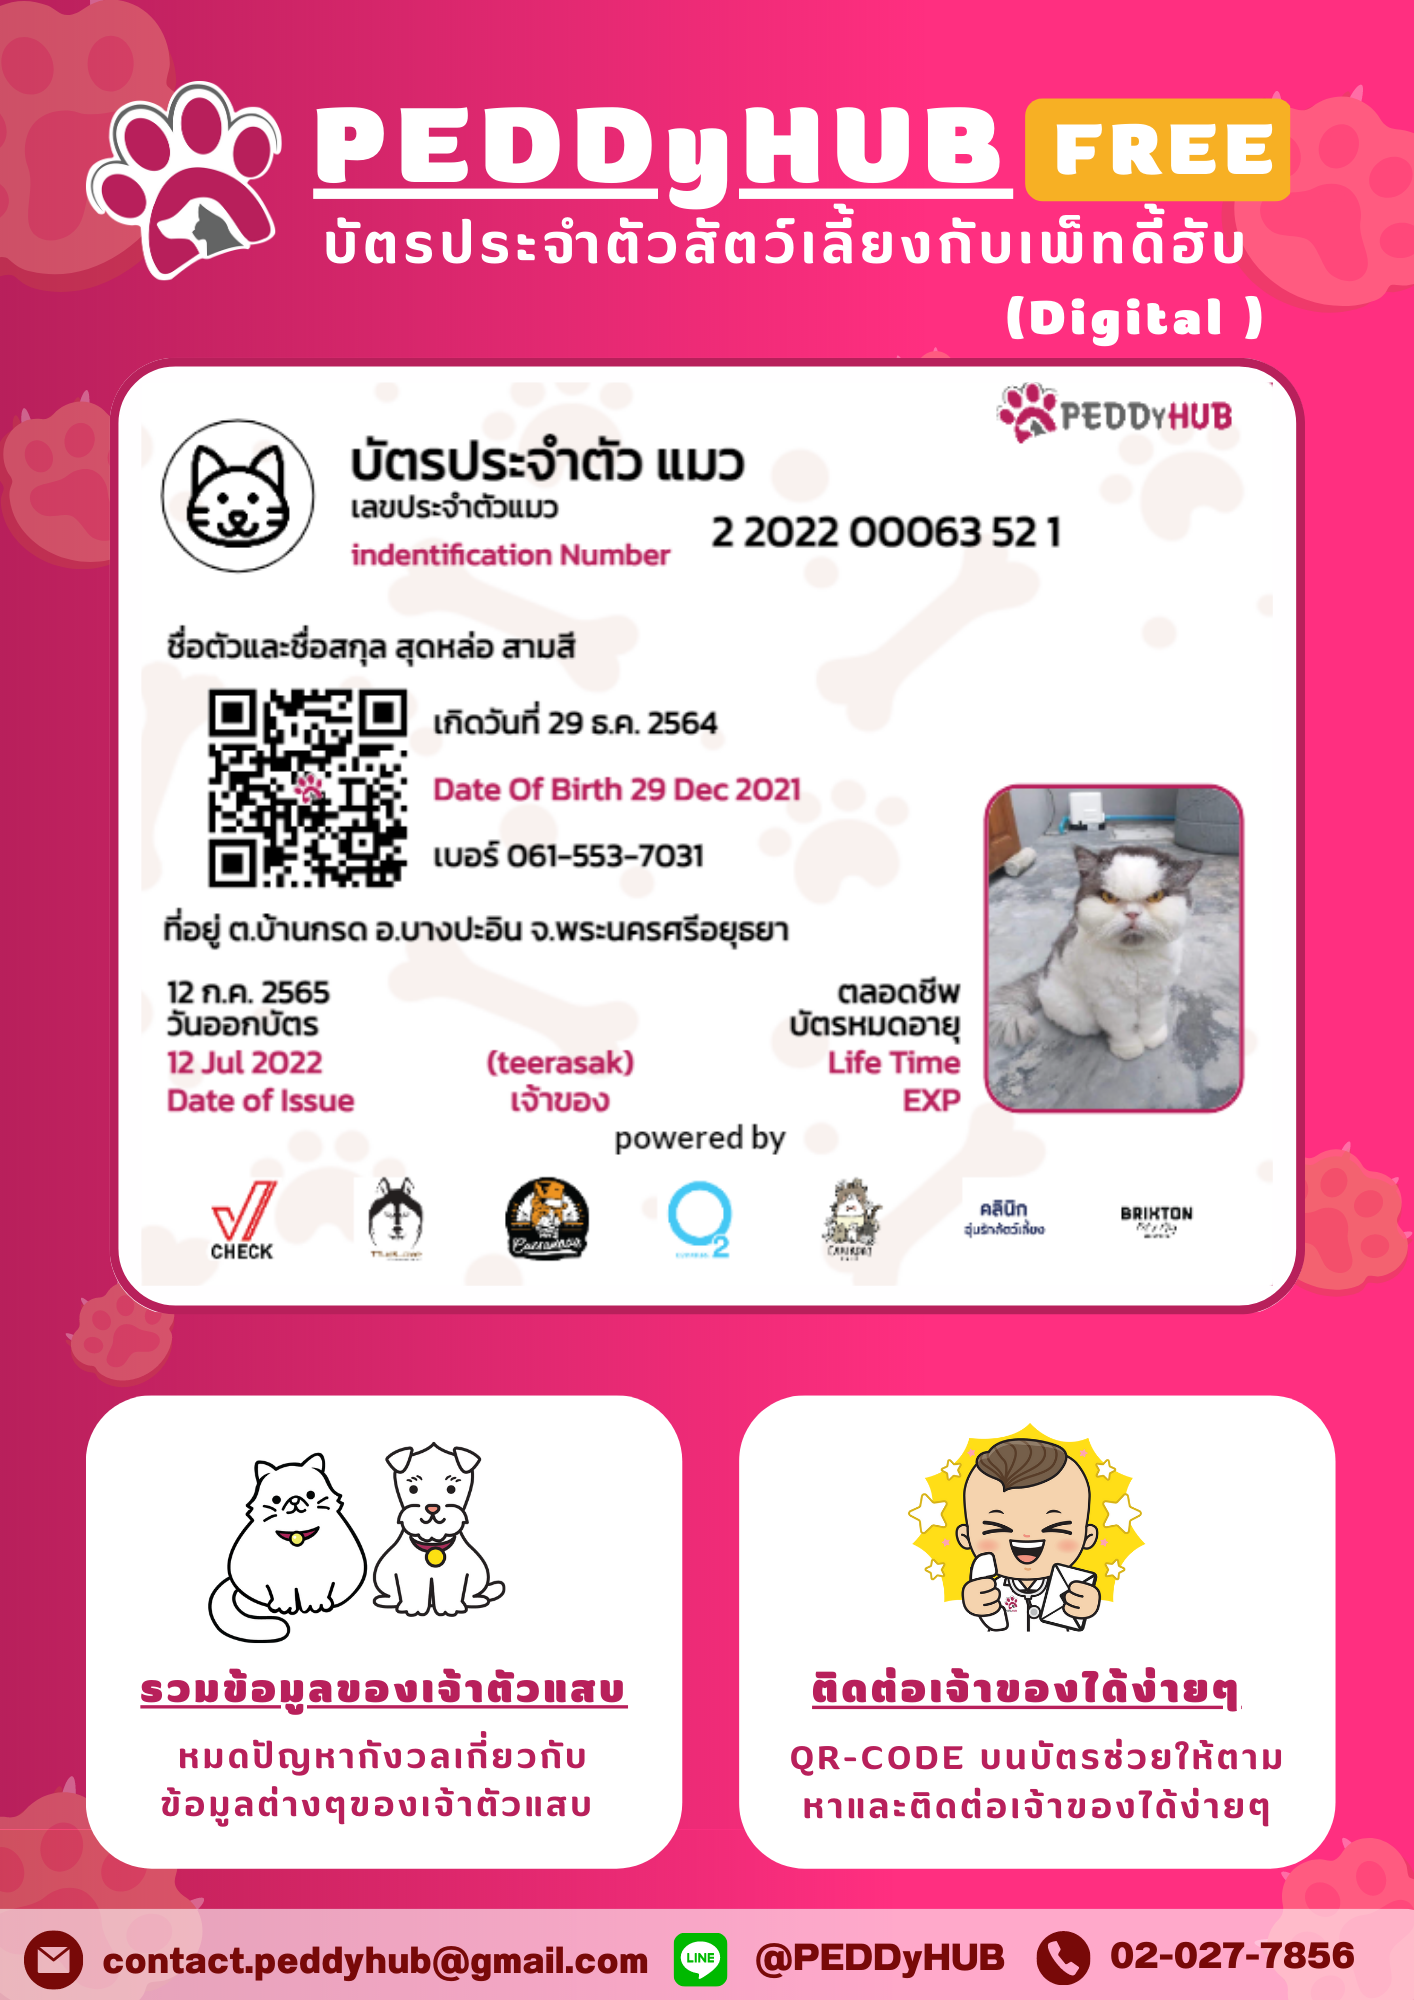 PEDDyHUB FREE
บัตรประจำตัวสัตว์เลี้ยงกับเพ็ทดี้ฮับ
(Digital )
PEDDyHUB
บัตรประจำตัว แมว
เลขประจำตัวแมว
indentification Number
2 2022 00063 52 1
ชื่อตัวและชื่อสกุล สุดหล่อ สามสี
เกิดวันที่ 29 ธ.ค. 2564
Date Of Birth 29 Dec 2021
เบอร์ 061-553-7031
ที่อยู่ ต.บ้านกรด อ.บางปะอิน จ.พระนครศรีอยุธยา
12 ก.ค. 2565
วันออกบัตร
12 Jul 2022
Date of Issue
(teerasak)
เจ้าของ
ตลอดชีพ
บัตรหมดอายุ
Life Time
EXP
powered by
CHECK
O2
คลินิก
อุ่นรักสัตว์เลี้ยง
BRIXTON
รวมข้อมูลของเจ้าตัวแสบ
หมดปัญหากังวลเกี่ยวกับ
ข้อมูลต่างๆของเจ้าตัวแสบ
ติดต่อเจ้าของได้ง่ายๆ
QR-CODE บนบัตรช่วยให้ตาม
หาและติดต่อเจ้าของได้ง่ายๆ
contact.peddyhub@gmail.com
LINE
@PEDDyHUB
02-027-7856